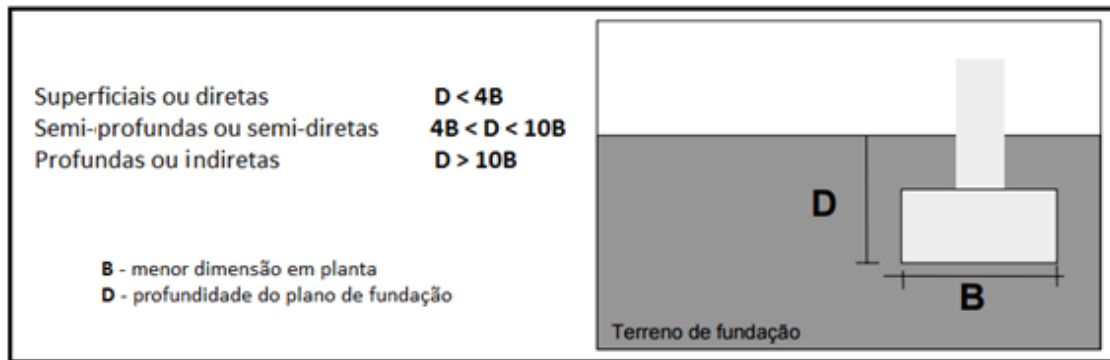 Superficiais ou diretas D < 4B
Semi-profundas ou semi-diretas 4B < D < 10B
Profundas ou indiretas D > 10B
B - menor dimensão em planta
D - profundidade do plano de fundação
D
B
Terreno de fundação